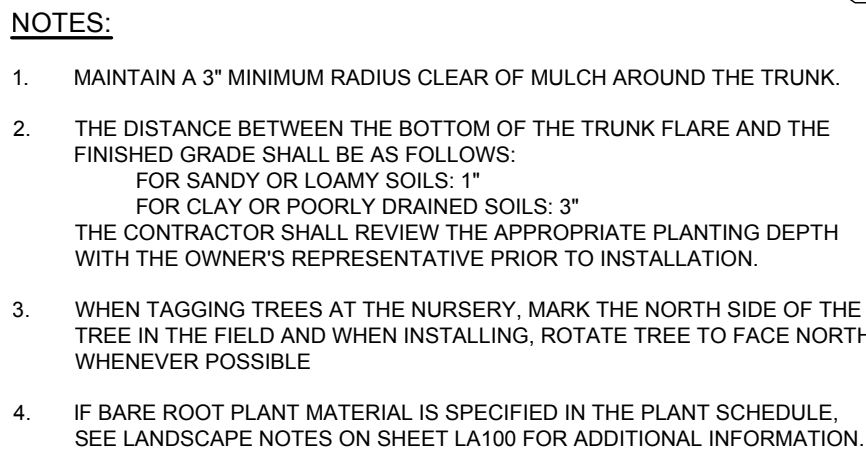 NOTES:
1. MAINTAIN A 3" MINIMUM RADIUS CLEAR OF MULCH AROUND THE TRUNK.
2. THE DISTANCE BETWEEN THE BOTTOM OF THE TRUNK FLARE AND THE
FINISHED GRADE SHALL BE AS FOLLOWS:
FOR SANDY OR LOAMY SOILS: 1"
FOR CLAY OR POORLY DRAINED SOILS: 3"
THE CONTRACTOR SHALL REVIEW THE APPROPRIATE PLANTING DEPTH
WITH THE OWNER'S REPRESENTATIVE PRIOR TO INSTALLATION.
3. WHEN TAGGING TREES AT THE NURSERY, MARK THE NORTH SIDE OF THE
TREE IN THE FIELD AND WHEN INSTALLING, ROTATE TREE TO FACE NORTH
WHENEVER POSSIBLE
4. IF BARE ROOT PLANT MATERIAL IS SPECIFIED IN THE PLANT SCHEDULE,
SEE LANDSCAPE NOTES ON SHEET LA100 FOR ADDITIONAL INFORMATION.